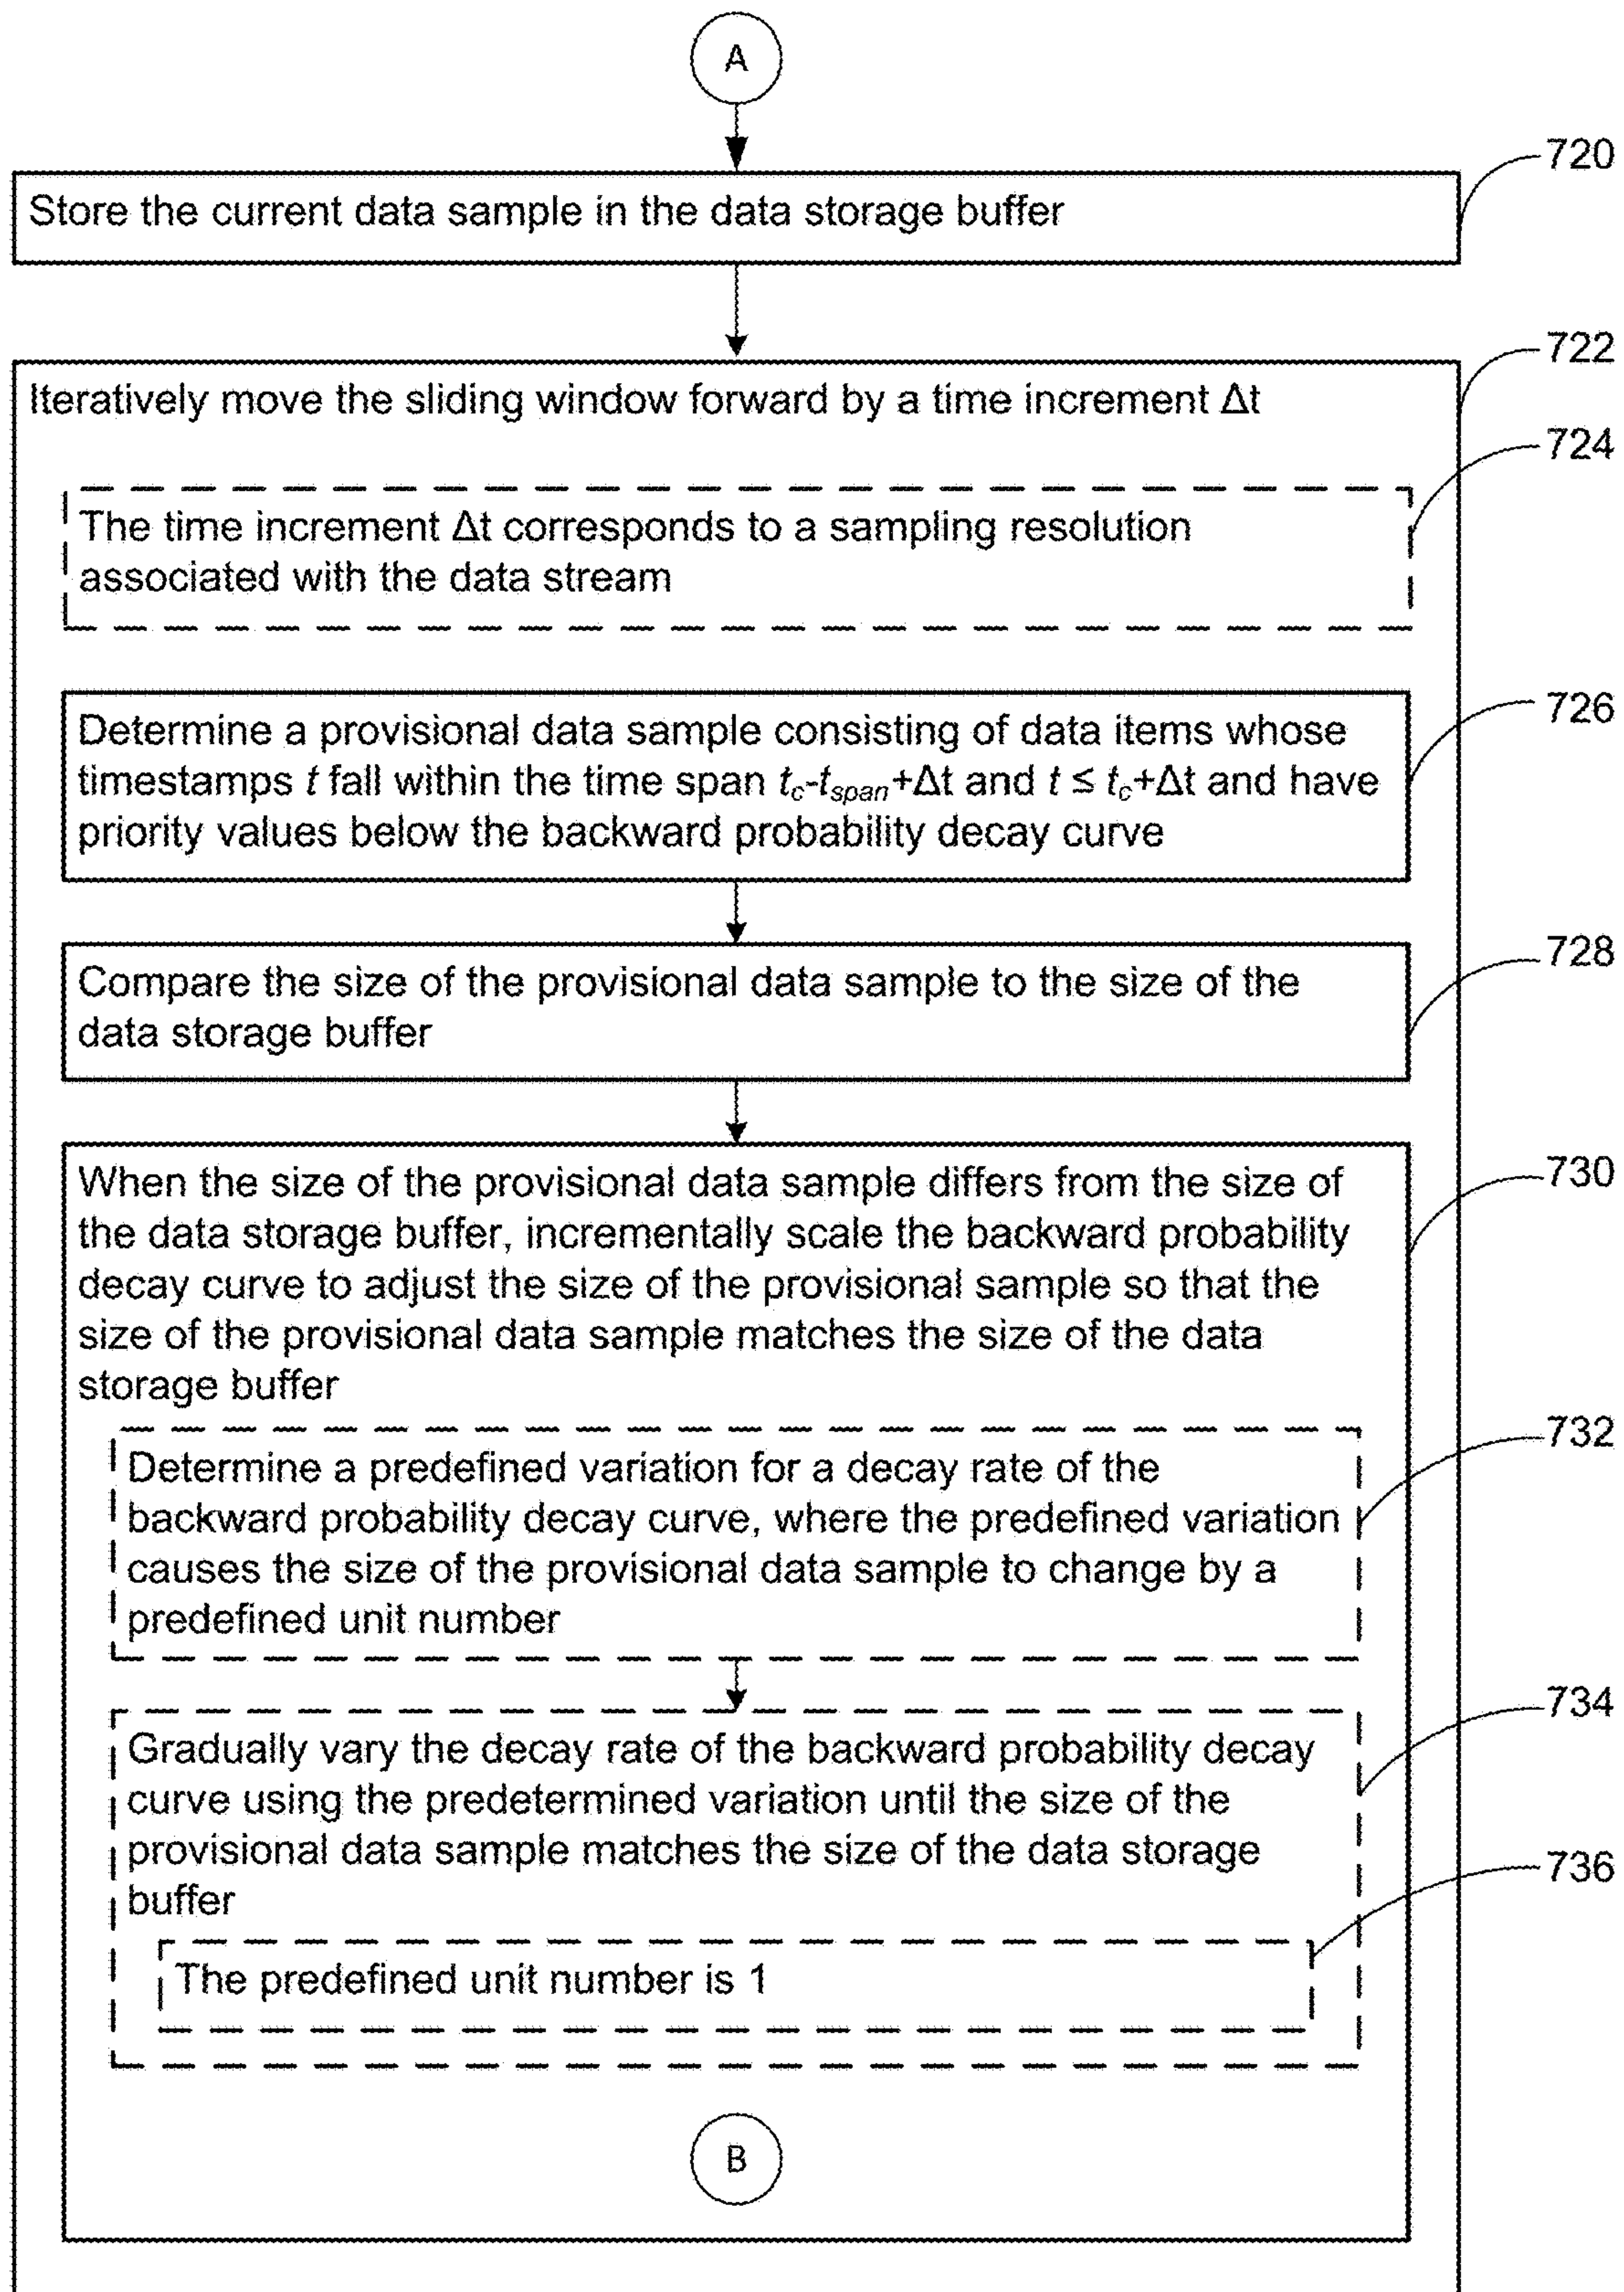 A
720
Store the current data sample in the data storage buffer
722
Iteratively move the sliding window forward by a time increment Δt
724
The time increment Δt corresponds to a sampling resolution
associated with the data stream
726
Determine a provisional data sample consisting of data items whose
timestamps t fall within the time span tc-tspan+Δt and t ≤ tc+Δt and have
priority values below the backward probability decay curve
728
Compare the size of the provisional data sample to the size of the
data storage buffer
730
When the size of the provisional data sample differs from the size of
the data storage buffer, incrementally scale the backward probability
decay curve to adjust the size of the provisional sample so that the
size of the provisional data sample matches the size of the data
storage buffer
732
Determine a predefined variation for a decay rate of the
backward probability decay curve, where the predefined variation
causes the size of the provisional data sample to change by a
predefined unit number
734
Gradually vary the decay rate of the backward probability decay
curve using the predetermined variation until the size of the
provisional data sample matches the size of the data storage
buffer
736
The predefined unit number is 1
B